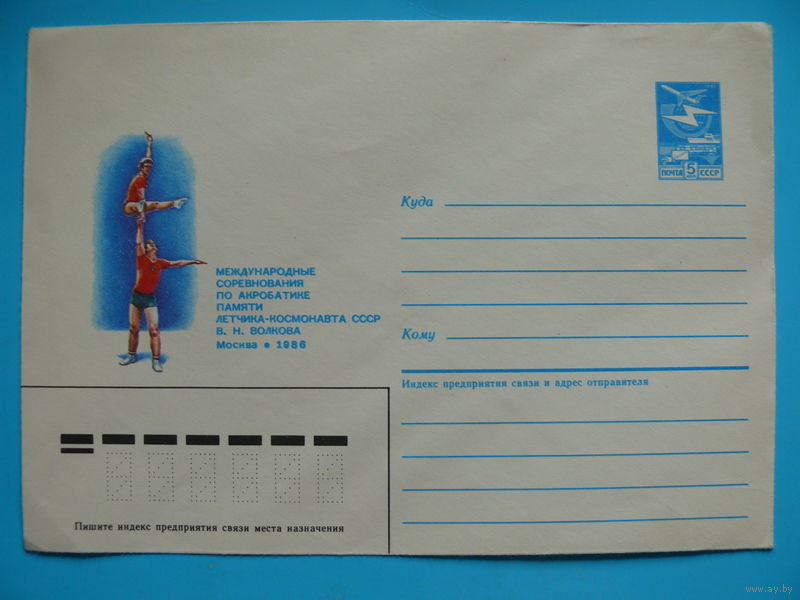 ПОЧТА 5 СССР
Куда
МЕЖДУНАРОДНЫЕ
СОРЕВНОВАНИЯ
ПО АКРОБАТИКЕ
ПАМЯТИ
ЛЕТЧИКА-КОСМОНАВТА СССР
В. Н. ВОЛКОВА
Москва • 1986
Кому
Индекс предприятия связи и адрес отправителя
Пишите индекс предприятия связи места назначения
www.ay.by